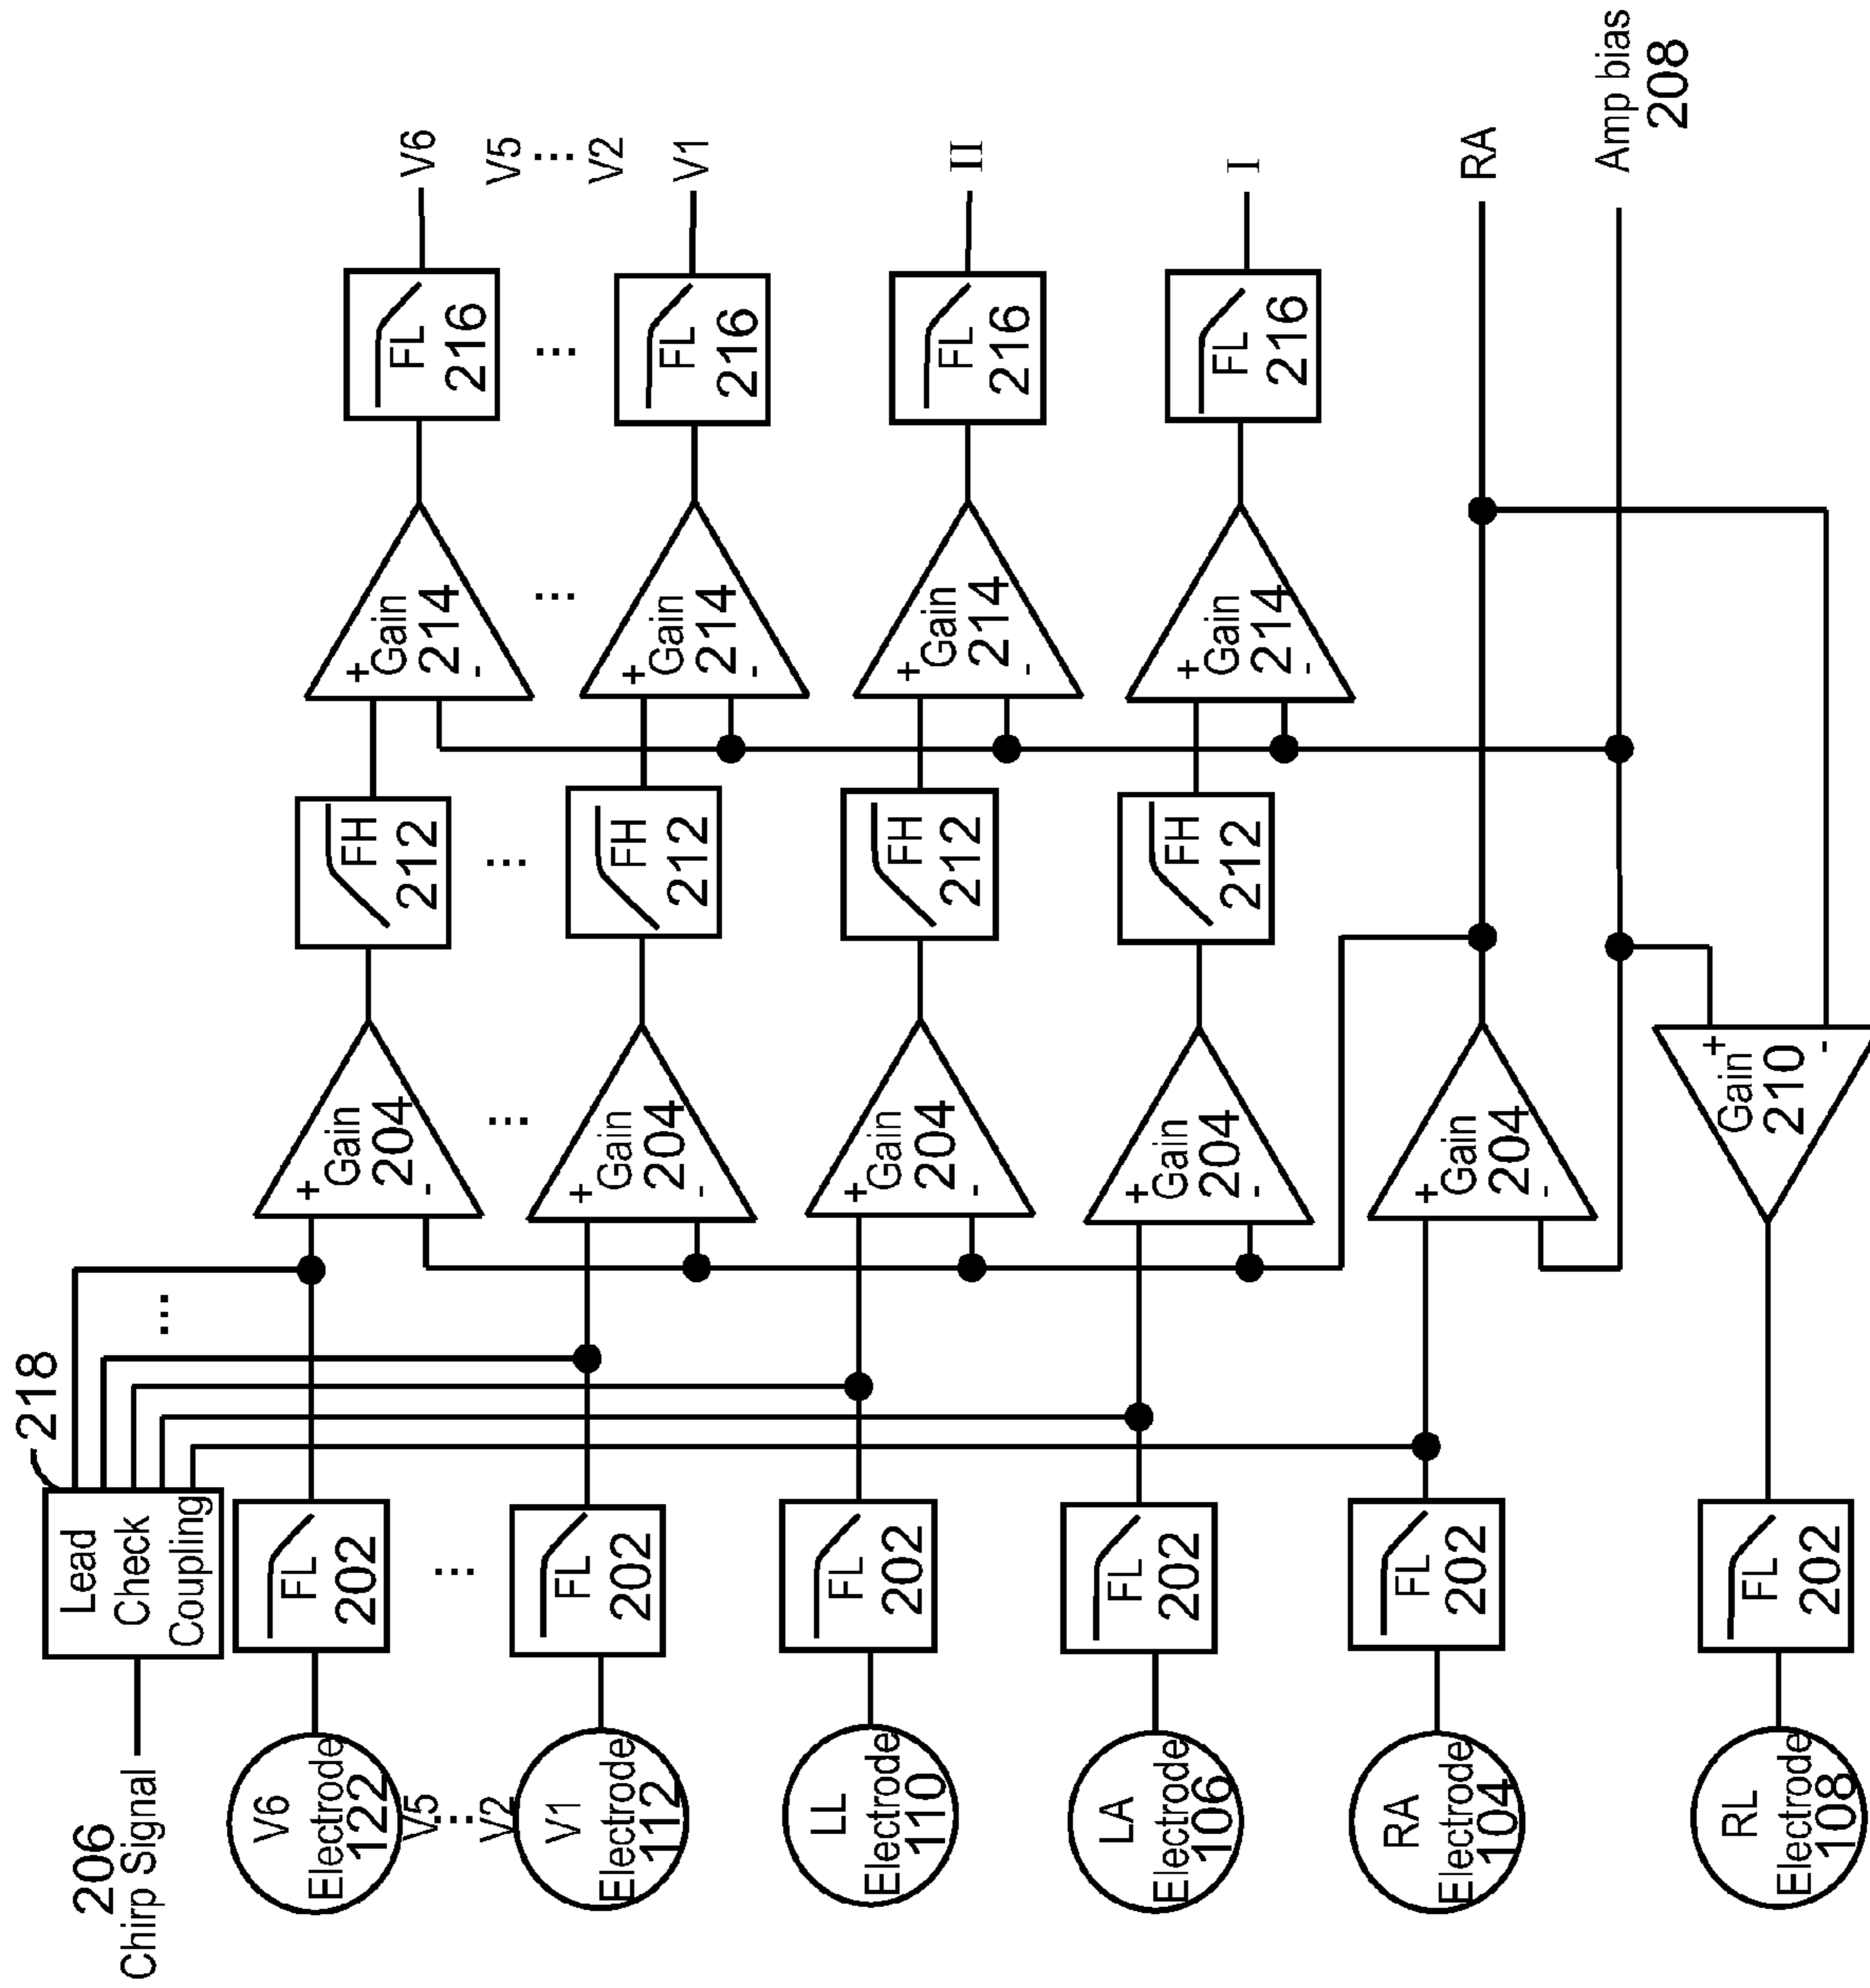 206
Chirp Signal
218
Lead
Check
Coupling
V6
Electrode
122
FL
202
+
Gain
204
-
FH
212
+
Gain
214
-
FL
216
V6
V5
...
V2
...
...
...
...
...
...
V5
...
V2
V1
Electrode
112
FL
202
+
Gain
204
-
FH
212
+
Gain
214
-
FL
216
V1
LL
Electrode
110
FL
202
+
Gain
204
-
FH
212
+
Gain
214
-
FL
216
II
LA
Electrode
106
FL
202
+
Gain
204
-
FH
212
+
Gain
214
-
FL
216
I
RA
Electrode
104
FL
202
+
Gain
204
-
RA
Amp bias
208
RL
Electrode
108
FL
202
+
Gain
210
-